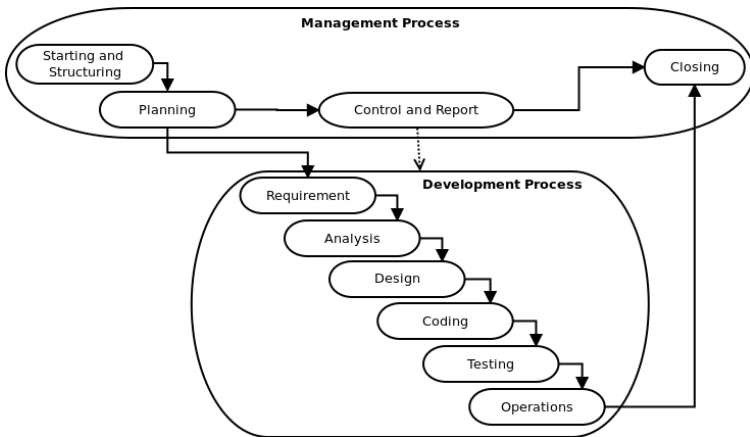 Management Process
Starting and
Structuring
Closing
Planning
Control and Report
Development Process
Requirement
Analysis
Design
Coding
Testing
Operations